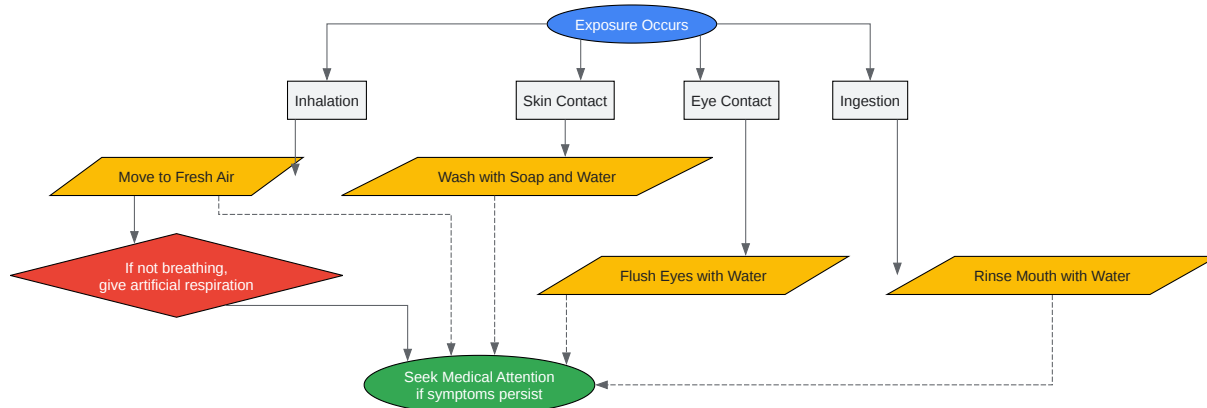 Exposure Occurs
Inhalation
Skin Contact
Eye Contact
Ingestion
Move to Fresh Air
Wash with Soap and Water
If not breathing,
give artificial respiration
Flush Eyes with Water
Rinse Mouth with Water
Seek Medical Attention
if symptoms persist